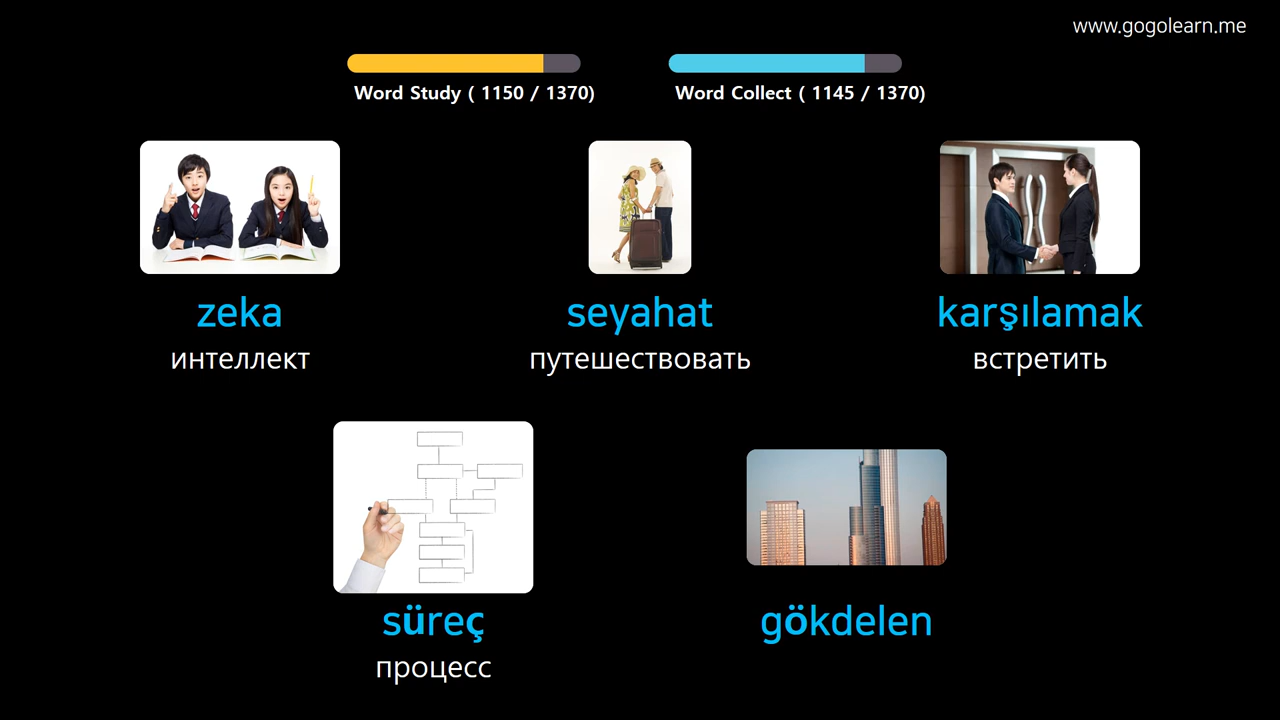 www.gogolearn.me
Word Study ( 1150 / 1370)
Word Collect ( 1145 / 1370)
zeka
интеллект
seyahat
путешествовать
karşılamak
встретить
süreç
процесс
gökdelen